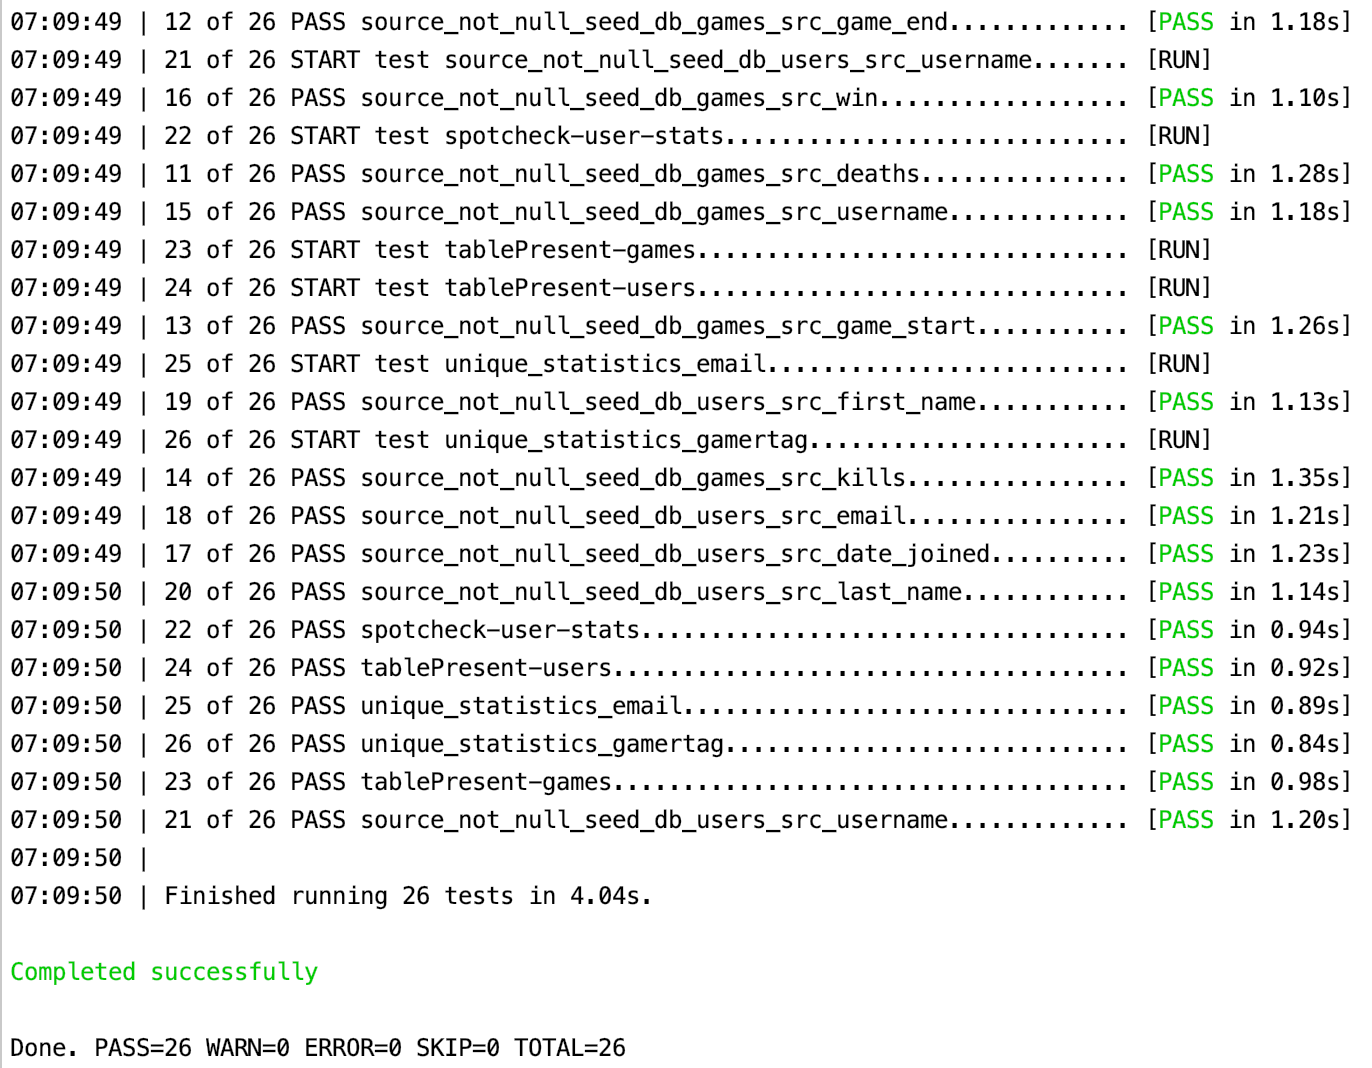 07:09:49 | 12 of 26 PASS source_not_null_seed_db_games_src_game_end............. [PASS in 1.18s]
07:09:49 | 21 of 26 START test source_not_null_seed_db_users_src_username....... [RUN]
07:09:49 | 16 of 26 PASS source_not_null_seed_db_games_src_win.................. [PASS in 1.10s]
07:09:49 | 22 of 26 START test spotcheck-user-stats............................. [RUN]
07:09:49 | 11 of 26 PASS source_not_null_seed_db_games_src_deaths............... [PASS in 1.28s]
07:09:49 | 15 of 26 PASS source_not_null_seed_db_games_src_username............. [PASS in 1.18s]
07:09:49 | 23 of 26 START test tablePresent-games............................... [RUN]
07:09:49 | 24 of 26 START test tablePresent-users............................... [RUN]
07:09:49 | 13 of 26 PASS source_not_null_seed_db_games_src_game_start........... [PASS in 1.26s]
07:09:49 | 25 of 26 START test unique_statistics_email.......................... [RUN]
07:09:49 | 19 of 26 PASS source_not_null_seed_db_users_src_first_name........... [PASS in 1.13s]
07:09:49 | 26 of 26 START test unique_statistics_gamertag....................... [RUN]
07:09:49 | 14 of 26 PASS source_not_null_seed_db_games_src_kills................ [PASS in 1.35s]
07:09:49 | 18 of 26 PASS source_not_null_seed_db_users_src_email................ [PASS in 1.21s]
07:09:49 | 17 of 26 PASS source_not_null_seed_db_users_src_date_joined.......... [PASS in 1.23s]
07:09:50 | 20 of 26 PASS source_not_null_seed_db_users_src_last_name............ [PASS in 1.14s]
07:09:50 | 22 of 26 PASS spotcheck-user-stats................................... [PASS in 0.94s]
07:09:50 | 24 of 26 PASS tablePresent-users..................................... [PASS in 0.92s]
07:09:50 | 25 of 26 PASS unique_statistics_email................................ [PASS in 0.89s]
07:09:50 | 26 of 26 PASS unique_statistics_gamertag............................. [PASS in 0.84s]
07:09:50 | 23 of 26 PASS tablePresent-games..................................... [PASS in 0.98s]
07:09:50 | 21 of 26 PASS source_not_null_seed_db_users_src_username............. [PASS in 1.20s]
07:09:50 |
07:09:50 | Finished running 26 tests in 4.04s.
Completed successfully
Done. PASS=26 WARN=0 ERROR=0 SKIP=0 TOTAL=26